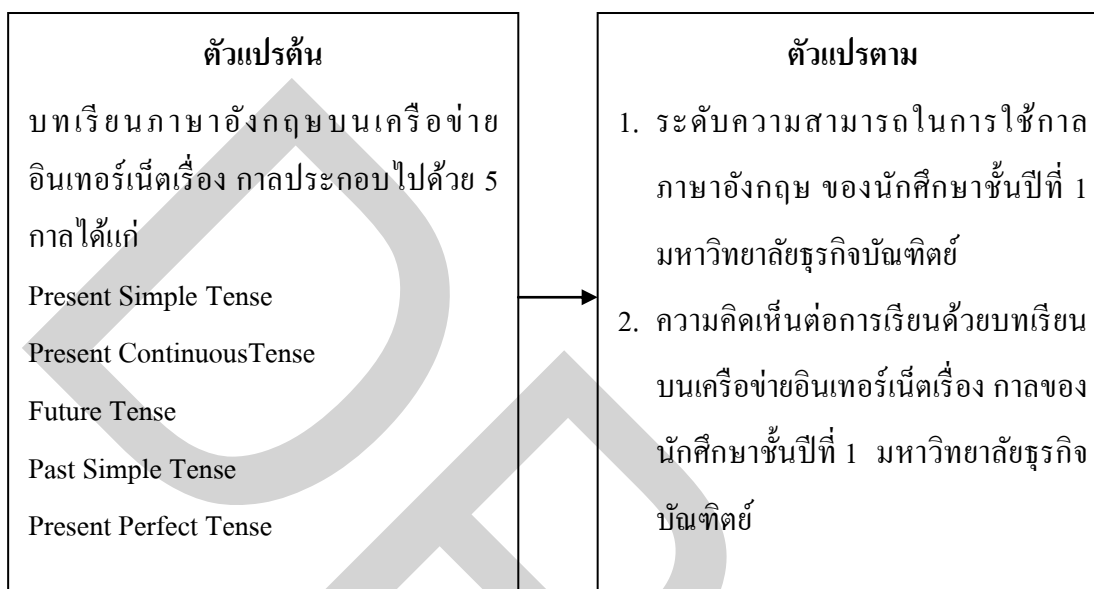 ตัวแปรต้น
บทเรียนภาษาอังกฤษบนเครือข่าย
อินเทอร์เน็ตเรื่อง กาลประกอบไปด้วย 5
กาลได้แก่
Present Simple Tense
Present ContinuousTense
Future Tense
Past Simple Tense
Present Perfect Tense
ตัวแปรตาม
1. ระดับความสามารถในการใช้กาล
ภาษาอังกฤษ ของนักศึกษาชั้นปีที่ 1
มหาวิทยาลัยธุรกิจบัณฑิตย์
2. ความคิดเห็นต่อการเรียนด้วยบทเรียน
บนเครือข่ายอินเทอร์เน็ตเรื่อง กาลของ
นักศึกษาชั้นปีที่ 1 มหาวิทยาลัยธุรกิจ
บัณฑิตย์